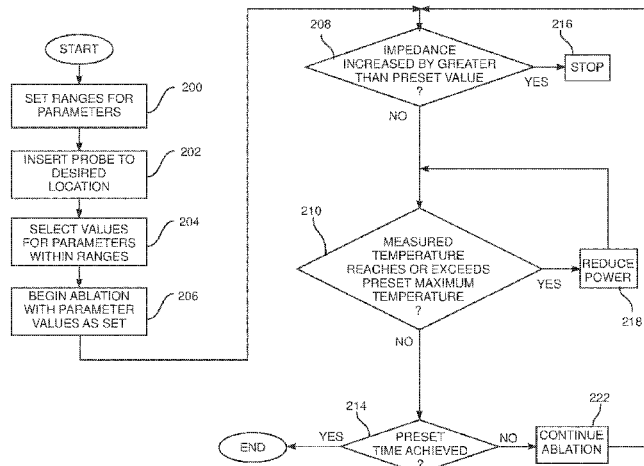 START
SET RANGES FOR
PARAMETERS
200
INSERT PROBE TO
DESIRED
LOCATION
202
SELECT VALUES
FOR PARAMETERS
WITHIN RANGES
204
BEGIN ABLATION
WITH PARAMETER
VALUES AS SET
206
208
IMPEDANCE
INCREASED BY GREATER
THAN PRESET VALUE
?
YES
216
STOP
NO
210
MEASURED
TEMPERATURE
REACHES OR EXCEEDS
PRESET MAXIMUM
TEMPERATURE
?
YES
REDUCE
POWER
218
NO
214
PRESET
TIME ACHIEVED
?
YES
END
NO
222
CONTINUE
ABLATION